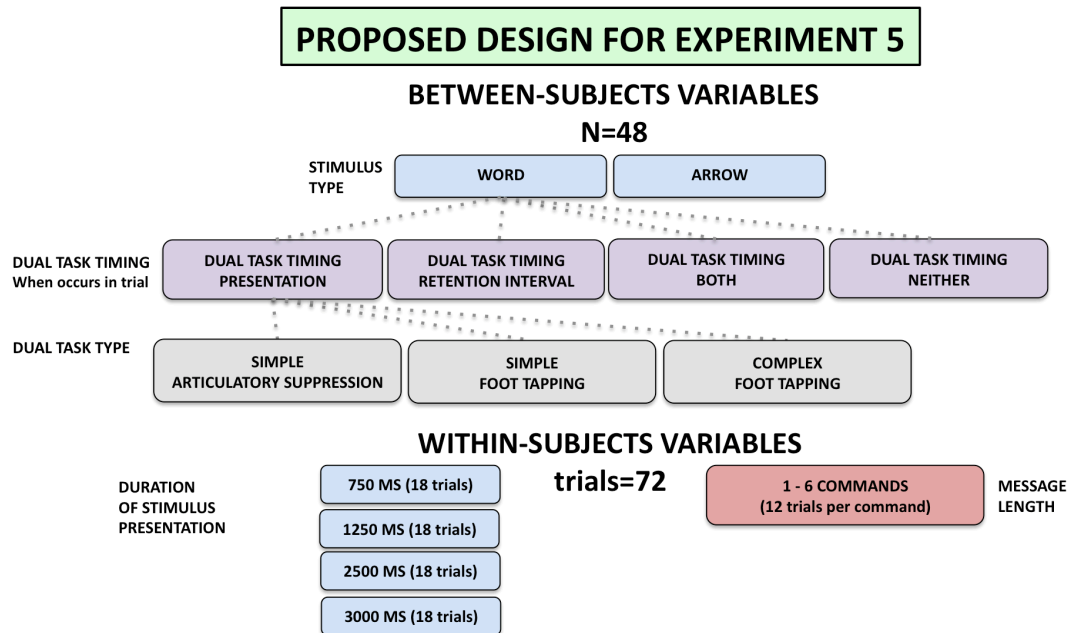 PROPOSED DESIGN FOR EXPERIMENT 5
BETWEEN-SUBJECTS VARIABLES
N=48
STIMULUS
TYPE
WORD
ARROW
DUAL TASK TIMING
When occurs in trial
DUAL TASK TIMING
PRESENTATION
DUAL TASK TIMING
RETENTION INTERVAL
DUAL TASK TIMING
BOTH
DUAL TASK TIMING
NEITHER
DUAL TASK TYPE
SIMPLE
ARTICULATORY SUPPRESSION
SIMPLE
FOOT TAPPING
COMPLEX
FOOT TAPPING
WITHIN-SUBJECTS VARIABLES
trials=72
DURATION
OF STIMULUS
PRESENTATION
750 MS (18 trials)
1250 MS (18 trials)
2500 MS (18 trials)
3000 MS (18 trials)
1 - 6 COMMANDS
(12 trials per command)
MESSAGE
LENGTH